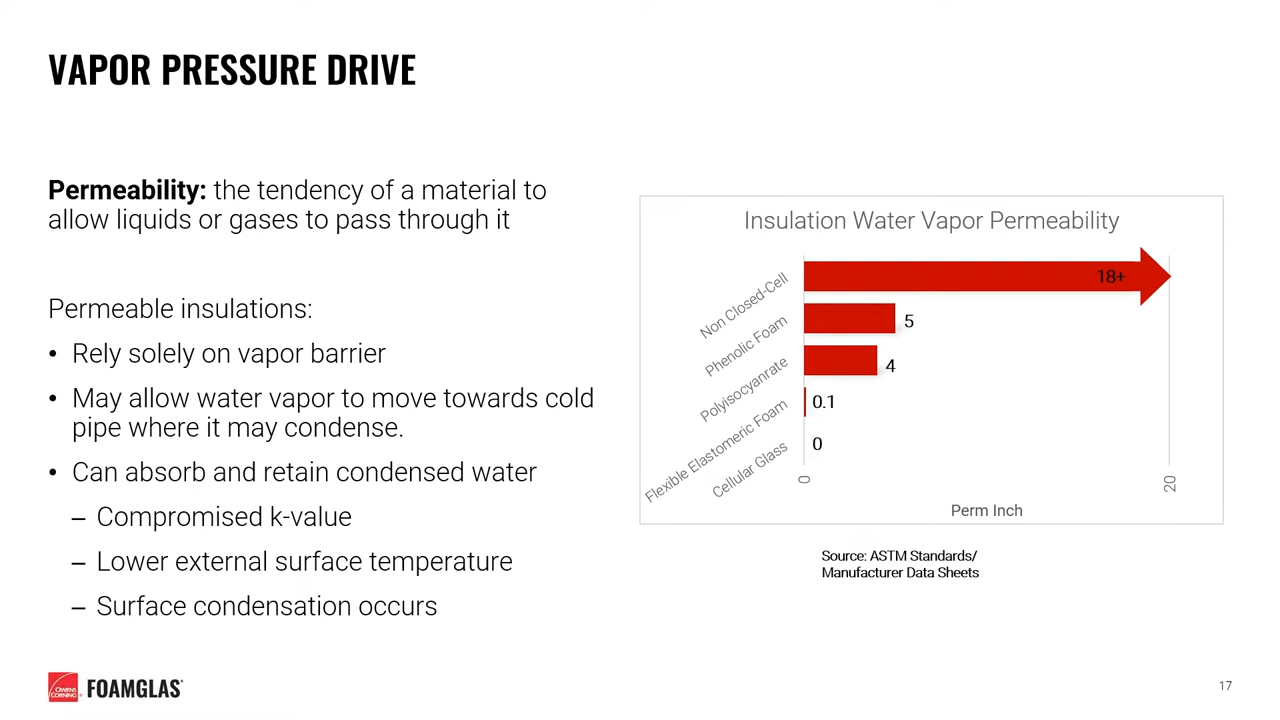 VAPOR PRESSURE DRIVE
Permeability: the tendency of a material to
allow liquids or gases to pass through it
Permeable insulations:
• Rely solely on vapor barrier
• May allow water vapor to move towards cold
pipe where it may condense.
• Can absorb and retain condensed water
– Compromised k-value
– Lower external surface temperature
– Surface condensation occurs
Insulation Water Vapor Permeability
Non Closed-Cell
18+
Phenolic Foam
5
Polyisocyanrate
4
Flexible Elastomeric Foam
0.1
Cellular Glass
0
0
20
Perm Inch
Source: ASTM Standards/
Manufacturer Data Sheets
OWENS
CORNING
FOAMGLAS®
17